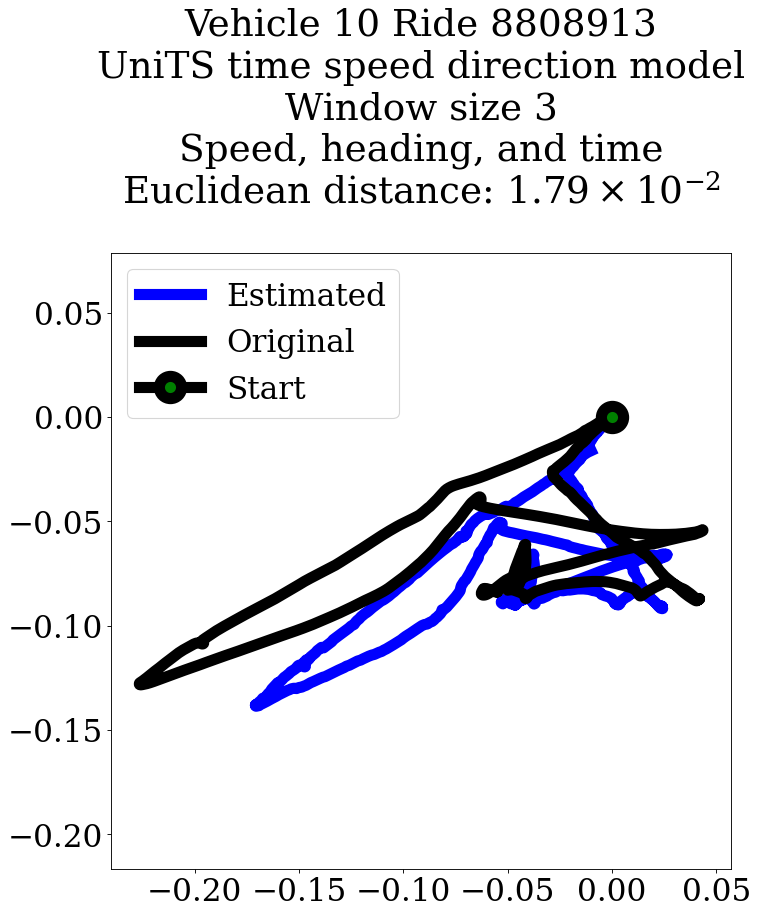 Vehicle 10 Ride 8808913
UniTS time speed direction model
Window size 3
Speed, heading, and time
Euclidean distance: 1.79 × 10⁻²
Estimated
Original
Start
0.05
0.00
−0.05
−0.10
−0.15
−0.20
−0.20 −0.15 −0.10 −0.05 0.00 0.05